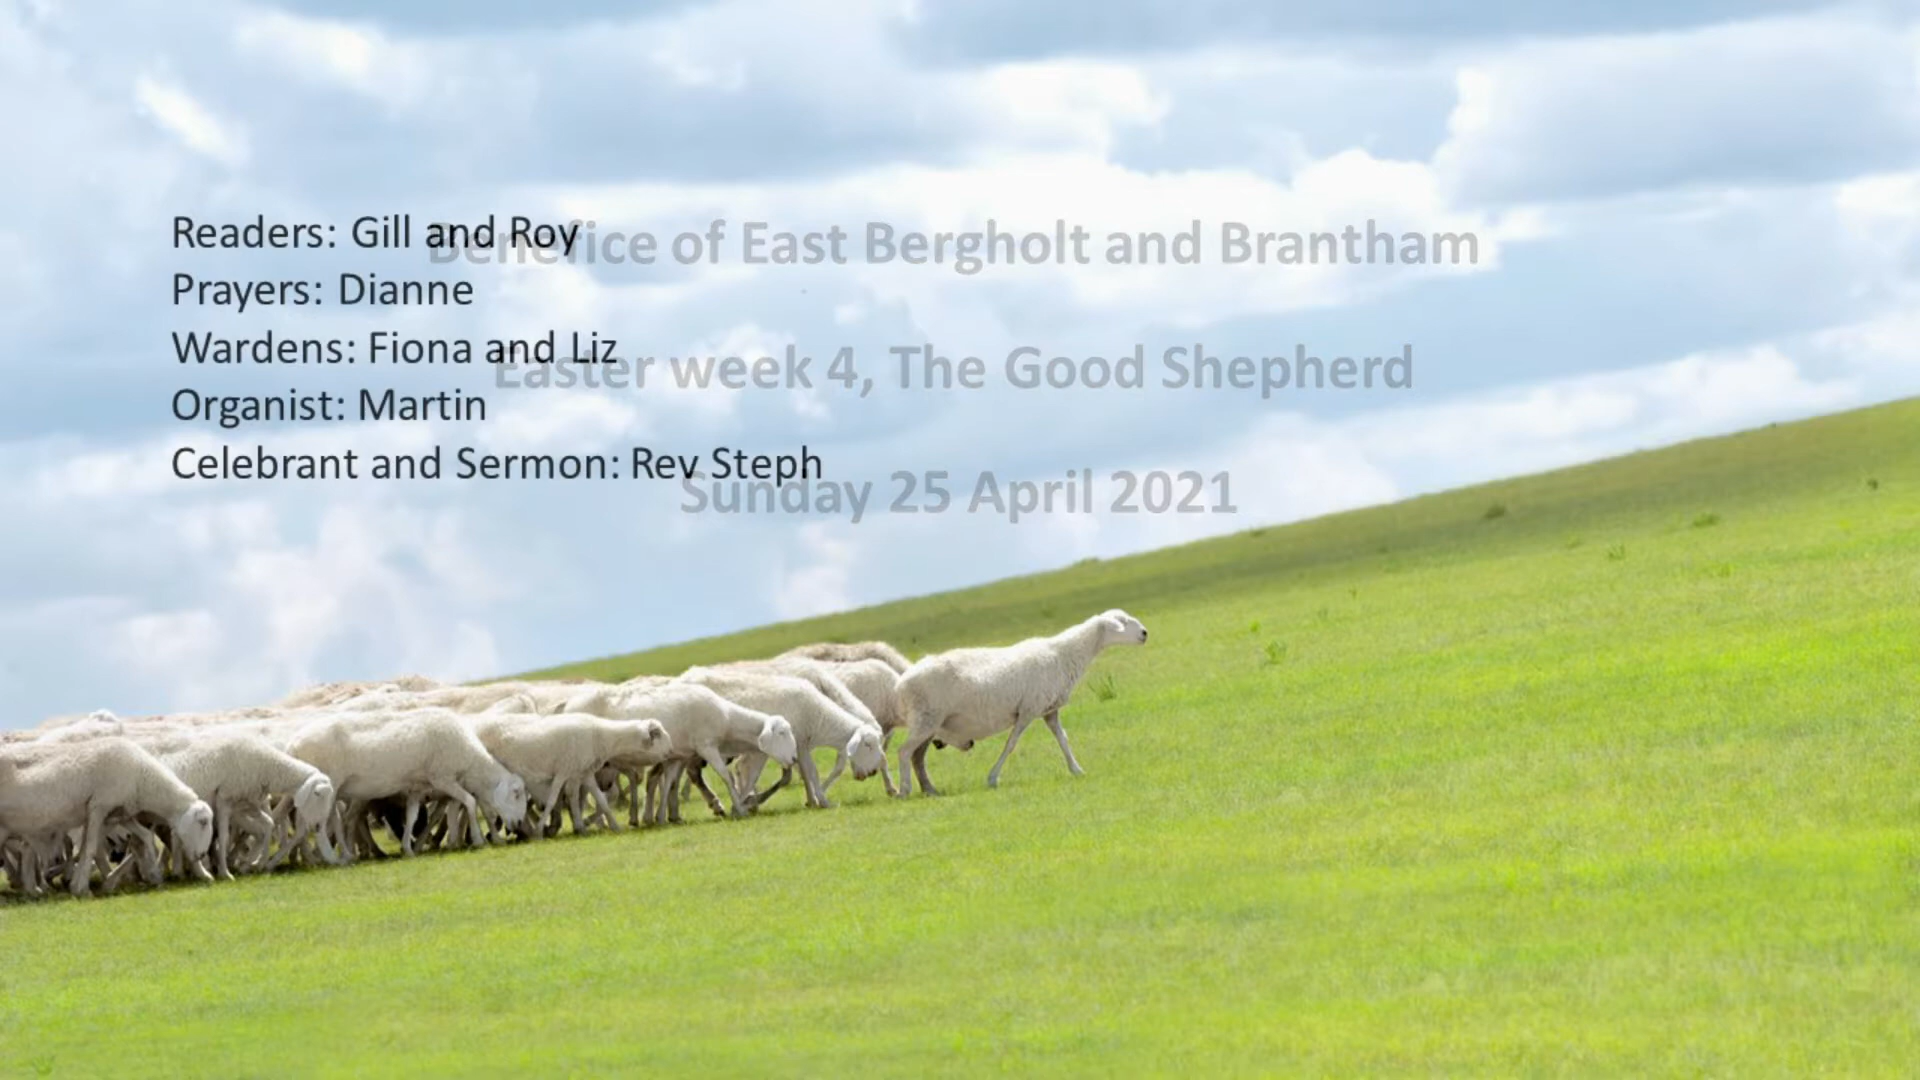 Readers: Gill and Roy
Prayers: Dianne
Wardens: Fiona and Liz
Organist: Martin
Celebrant and Sermon: Rev Steph
Benefice of East Bergholt and Brantham
Easter week 4, The Good Shepherd
Sunday 25 April 2021